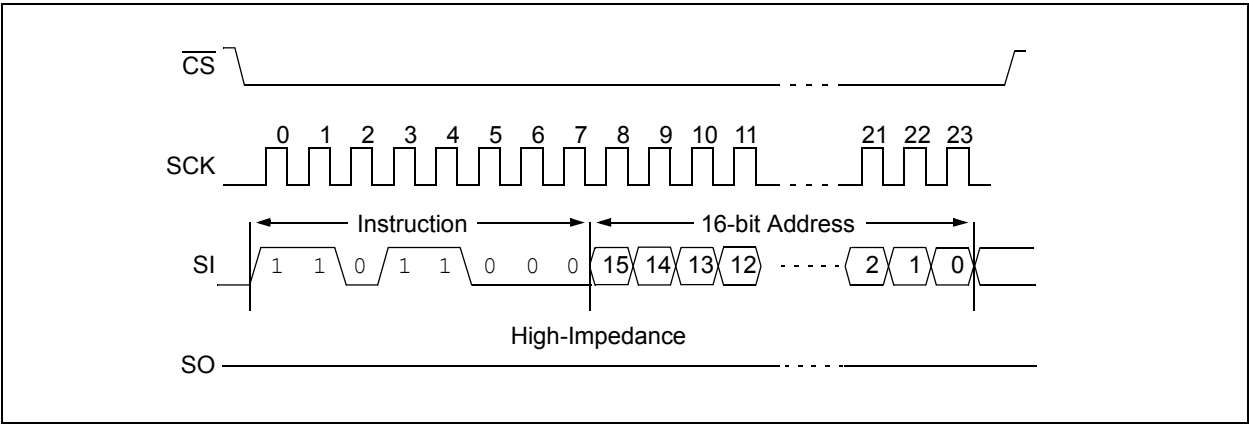 CS
0 1 2 3 4 5 6 7 8 9 10 11 21 22 23
SCK
Instruction 16-bit Address
SI 1 1 0 1 1 0 0 0 15 14 13 12 2 1 0
High-Impedance
SO